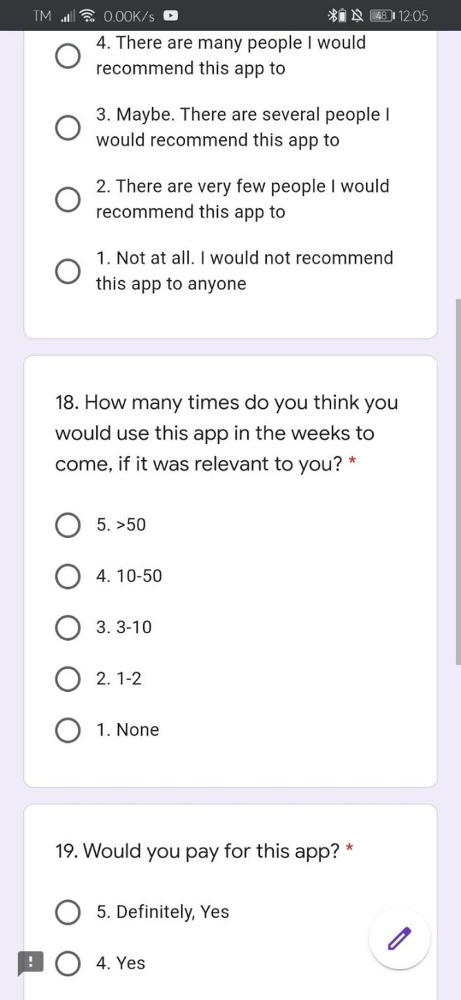 TM 0.00K/s 48 12:05
4. There are many people I would
recommend this app to
3. Maybe. There are several people I
would recommend this app to
2. There are very few people I would
recommend this app to
1. Not at all. I would not recommend
this app to anyone
18. How many times do you think you
would use this app in the weeks to
come, if it was relevant to you? *
5. >50
4. 10-50
3. 3-10
2. 1-2
1. None
19. Would you pay for this app? *
5. Definitely, Yes
4. Yes